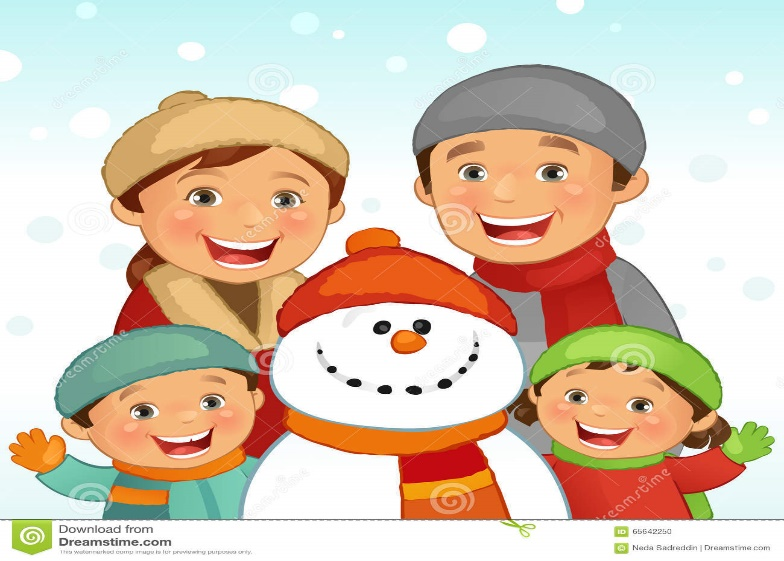 Download from
Dreamstime.com
This watermarked comp image is for previewing purposes only.
ID 65642250
Neda Sadreddin | Dreamstime.com